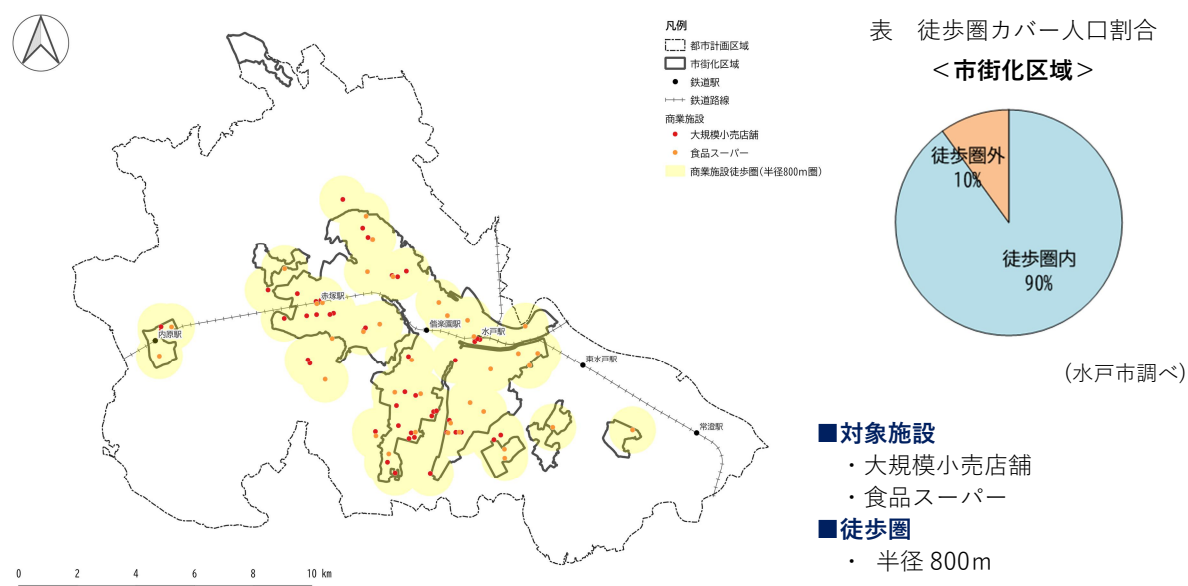 凡例
都市計画区域
市街化区域
鉄道駅
鉄道路線
商業施設
大規模小売店舗
食品スーパー
商業施設徒歩圏(半径800m圏)
赤塚駅
内原駅
偕楽園駅
水戸駅
東水戸駅
常澄駅
0 2 4 6 8 10 km
表 徒歩圏カバー人口割合
<市街化区域>
徒歩圏外
10%
徒歩圏内
90%
(水戸市調べ)
■対象施設
・大規模小売店舗
・食品スーパー
■徒歩圏
・ 半径 800m